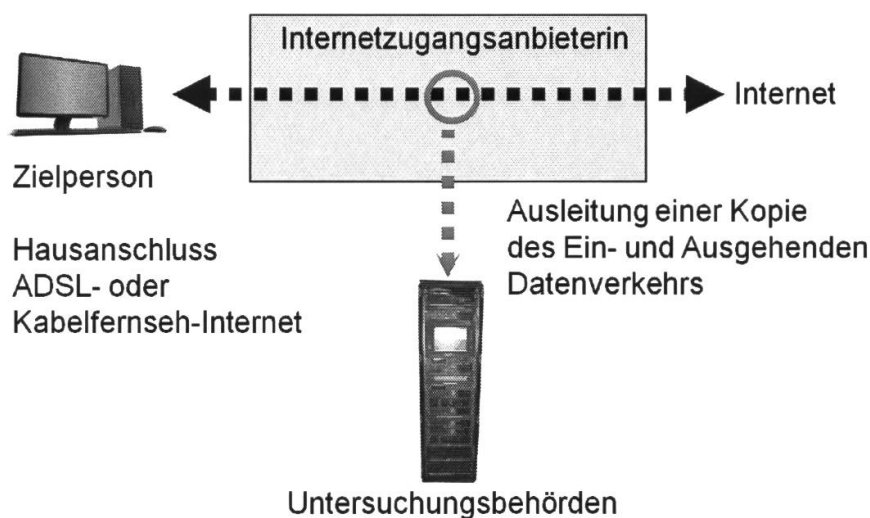 Internetzugangsanbieterin
Internet
Zielperson
Hausanschluss
ADSL- oder
Kabelfernseh-Internet
Ausleitung einer Kopie
des Ein- und Ausgehenden
Datenverkehrs
Untersuchungsbehörden